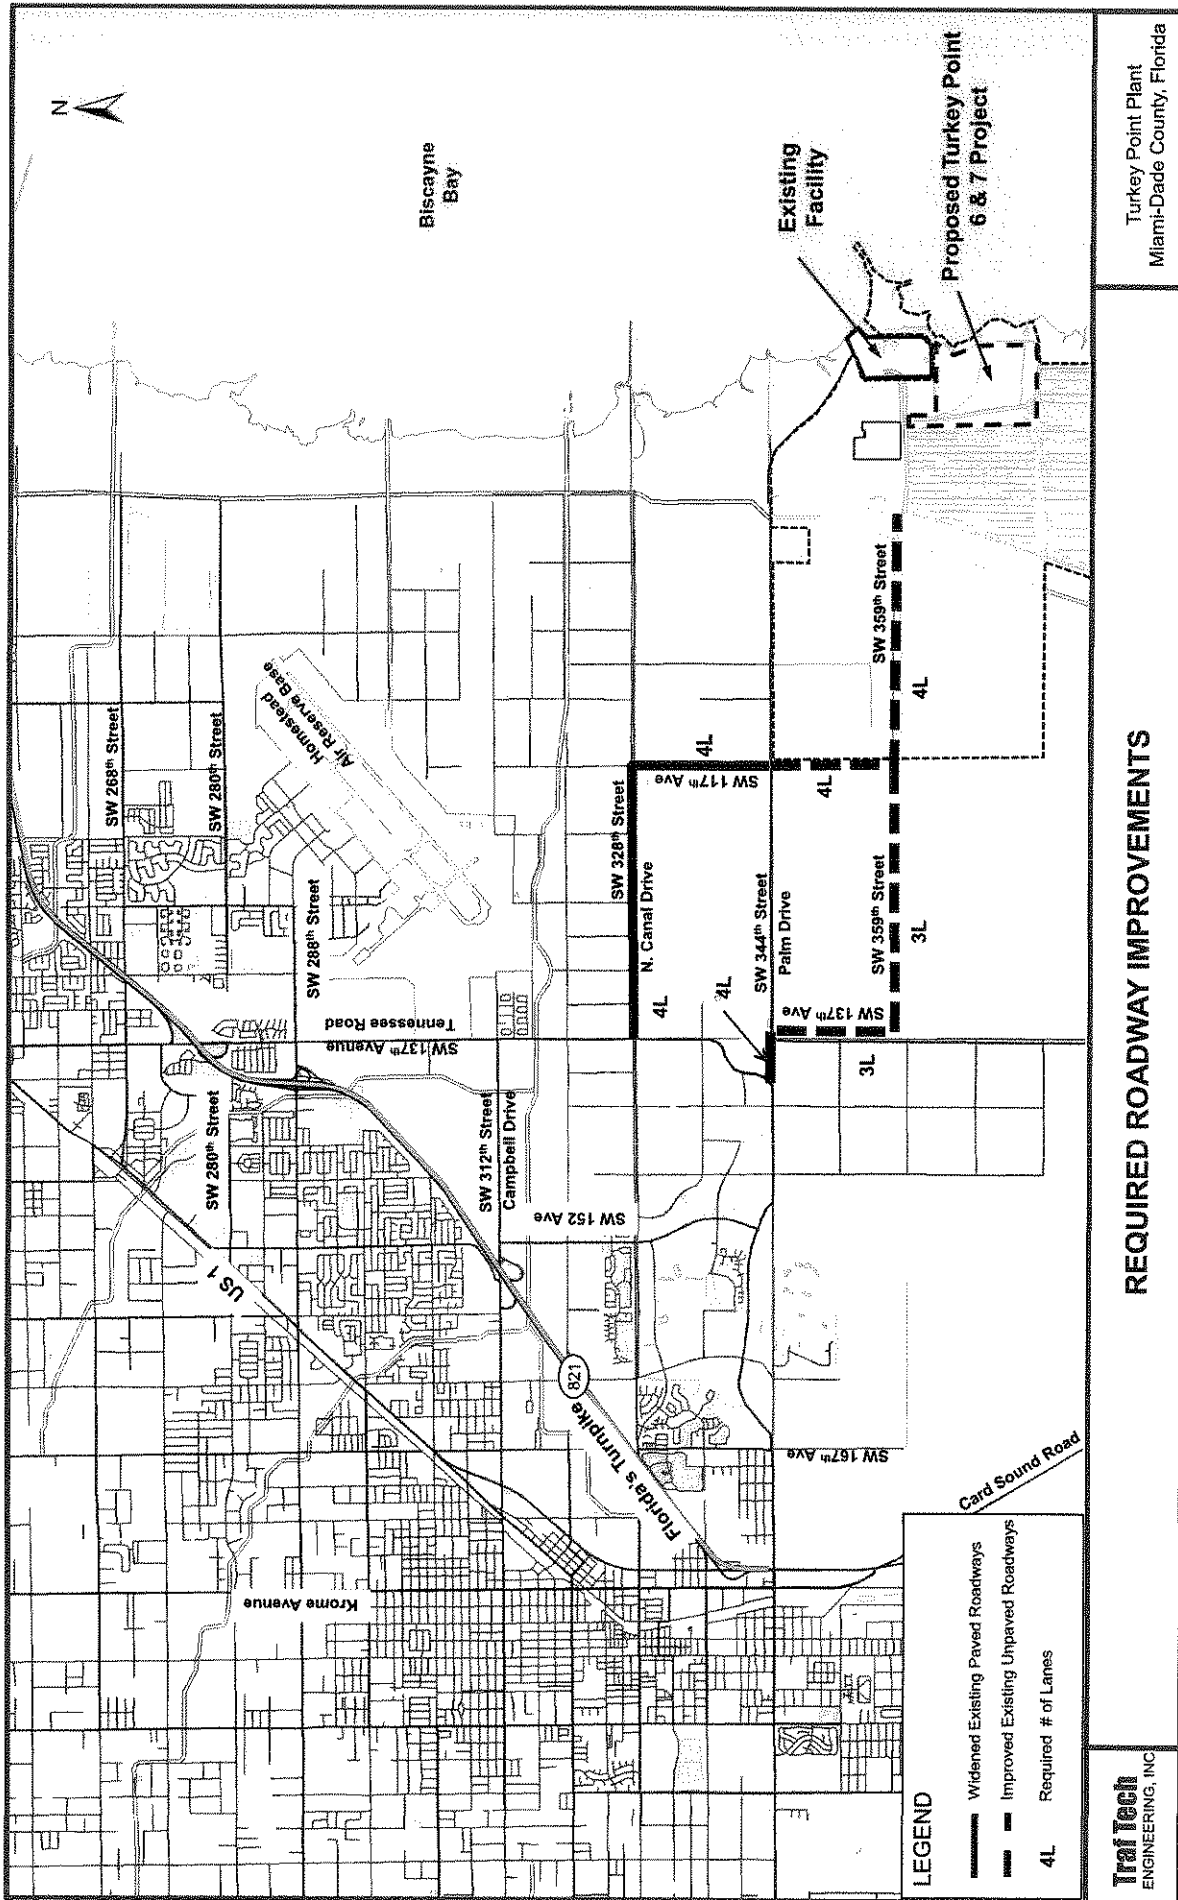 N
Biscayne
Bay
Existing
Facility
Proposed Turkey Point
6 & 7 Project
SW 268th Street
SW 280th Street
Homestead
Air Reserve Base
SW 288th Street
Tennessee Road
SW 137th Avenue
SW 328th Street
N. Canal Drive
4L
SW 117th Ave
4L
4L
SW 359th Street
4L
SW 344th Street
Palm Drive
4L
SW 359th Street
3L
SW 137th Ave
3L
SW 280th Street
SW 312th Street
Campbell Drive
SW 152 Ave
US 1
821
Florida's Turnpike
SW 167th Ave
Krome Avenue
Card Sound Road
LEGEND
Widened Existing Paved Roadways
Improved Existing Unpaved Roadways
4L Required # of Lanes
Traf Tech
ENGINEERING, INC
REQUIRED ROADWAY IMPROVEMENTS
Turkey Point Plant
Miami-Dade County, Florida